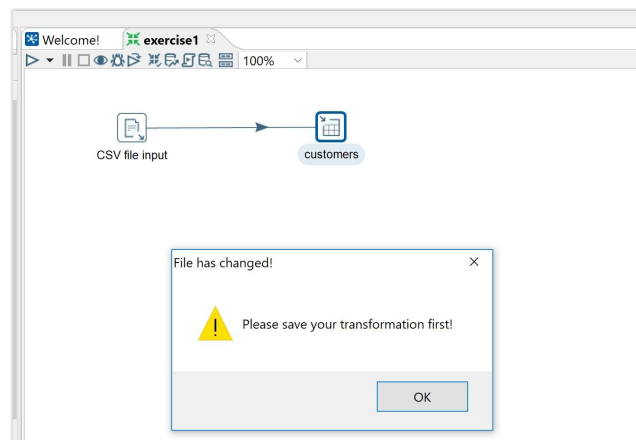 Welcome!
exercise1
100%
CSV file input
customers
File has changed!
Please save your transformation first!
OK